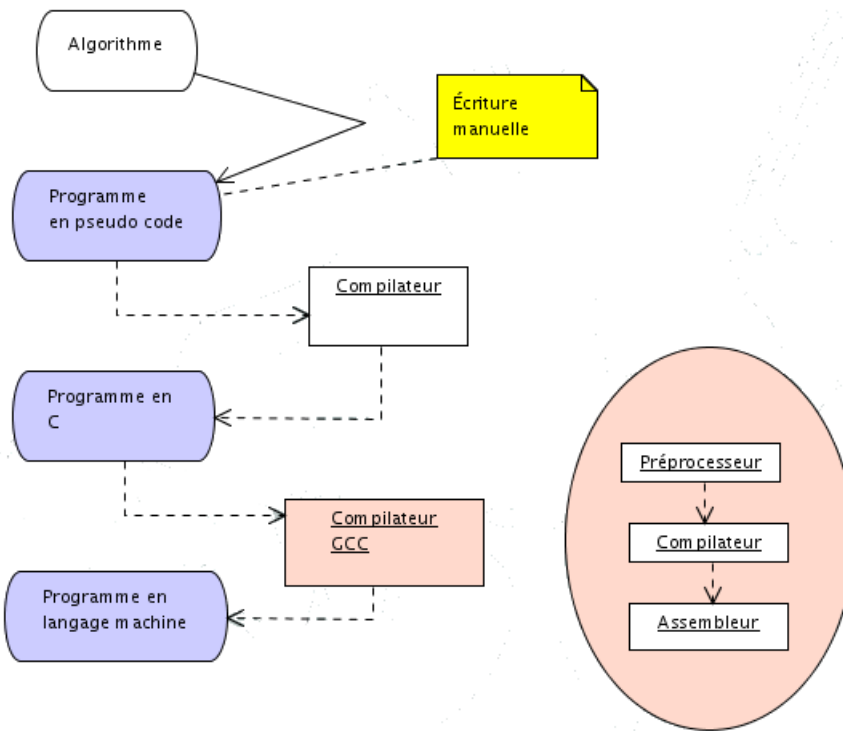 Algorithme
Écriture
manuelle
Programme
en pseudo code
Compilateur
Programme en
C
Préprocesseur
Compilateur
GCC
Compilateur
Programme en
langage machine
Assembleur